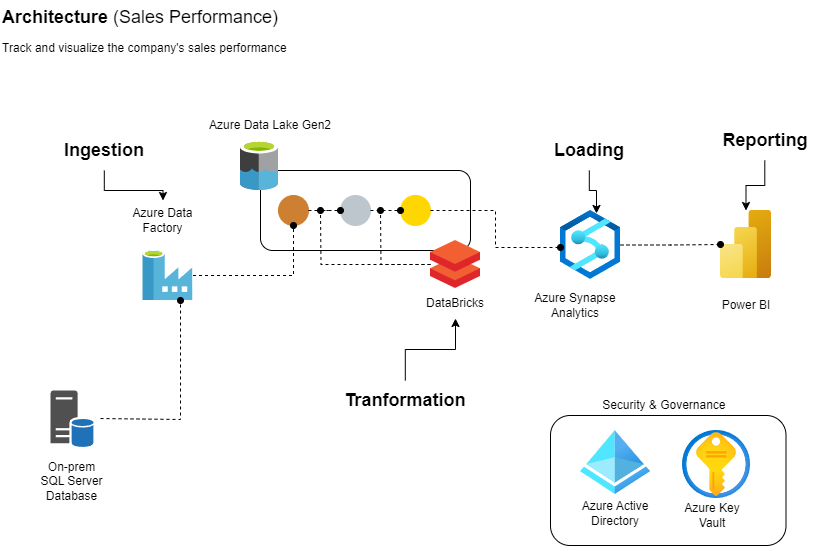 Architecture (Sales Performance)
Track and visualize the company's sales performance
Azure Data Lake Gen2
Ingestion
Loading
Reporting
Azure Data
Factory
DataBricks
Azure Synapse
Analytics
Power BI
Tranformation
On-prem
SQL Server
Database
Security & Governance
Azure Active
Directory
Azure Key
Vault